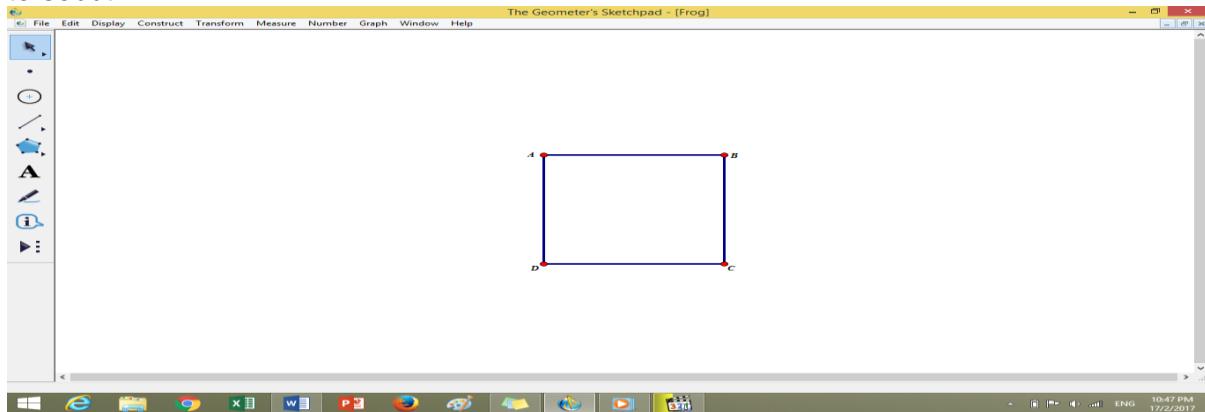 The Geometer's Sketchpad - [Frog]
File Edit Display Construct Transform Measure Number Graph Window Help
A B
D C
ENG 10:47 PM
17/2/2017